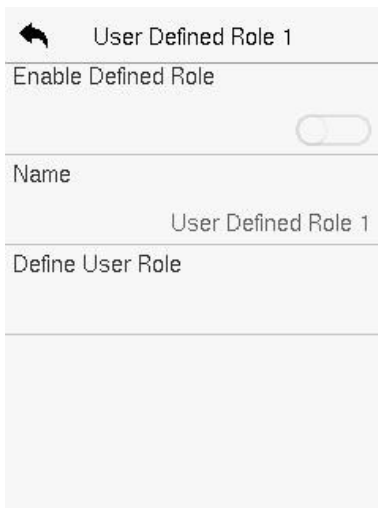 User Defined Role 1
Enable Defined Role
Name
User Defined Role 1
Define User Role